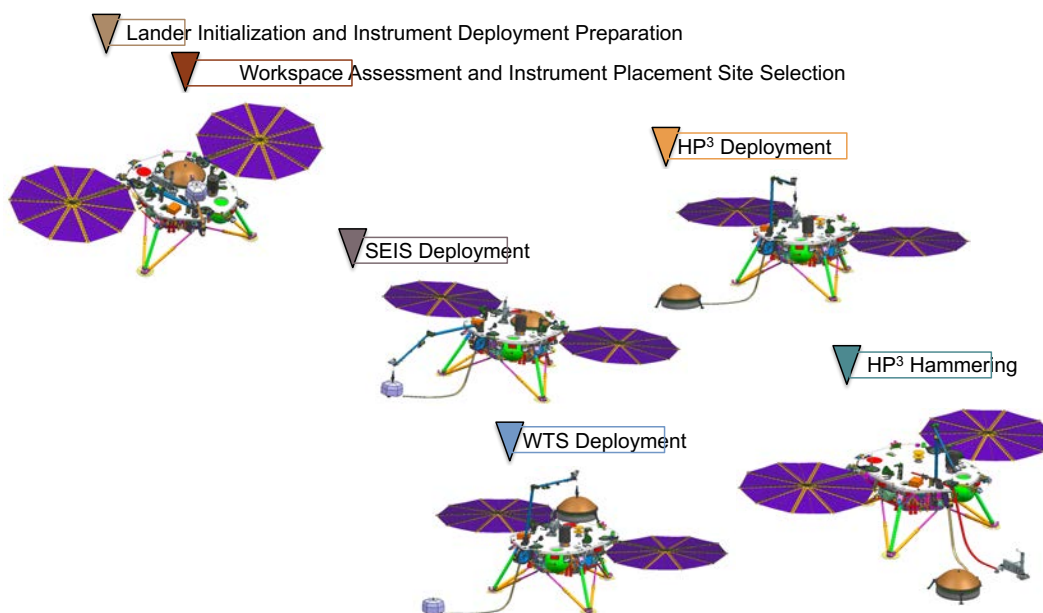 Lander Initialization and Instrument Deployment Preparation
Workspace Assessment and Instrument Placement Site Selection
HP³ Deployment
SEIS Deployment
HP³ Hammering
WTS Deployment